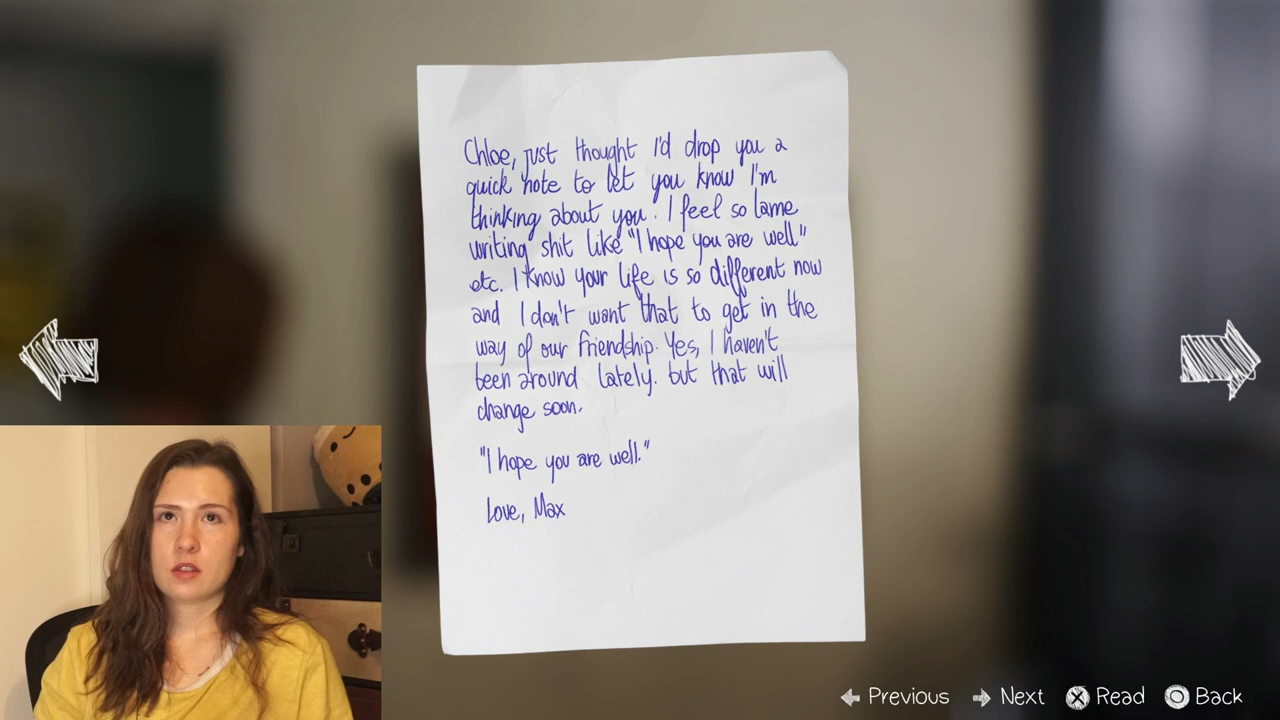 Chloe, just thought I'd drop you a
quick note to let you know I'm
thinking about you. I feel so lame
writing shit like "I hope you are well"
etc. I know your life is so different now
and I don't want that to get in the
way of our friendship. Yes, I haven't
been around lately. but that will
change soon.
"I hope you are well."
Love, Max
Previous Next Read Back